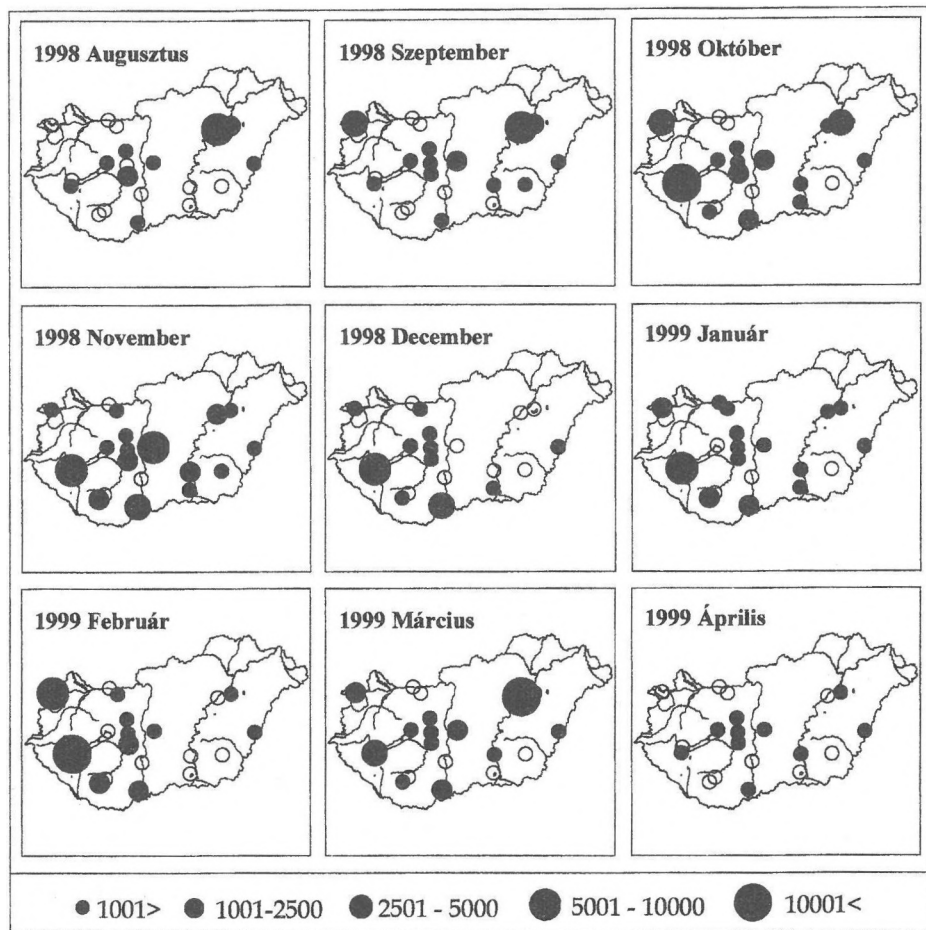 1998 Augusztus
1998 Szeptember
1998 Október
1998 November
1998 December
1999 Január
1999 Február
1999 Március
1999 Április
1001> 1001-2500 2501 - 5000 5001 - 10000 10001<